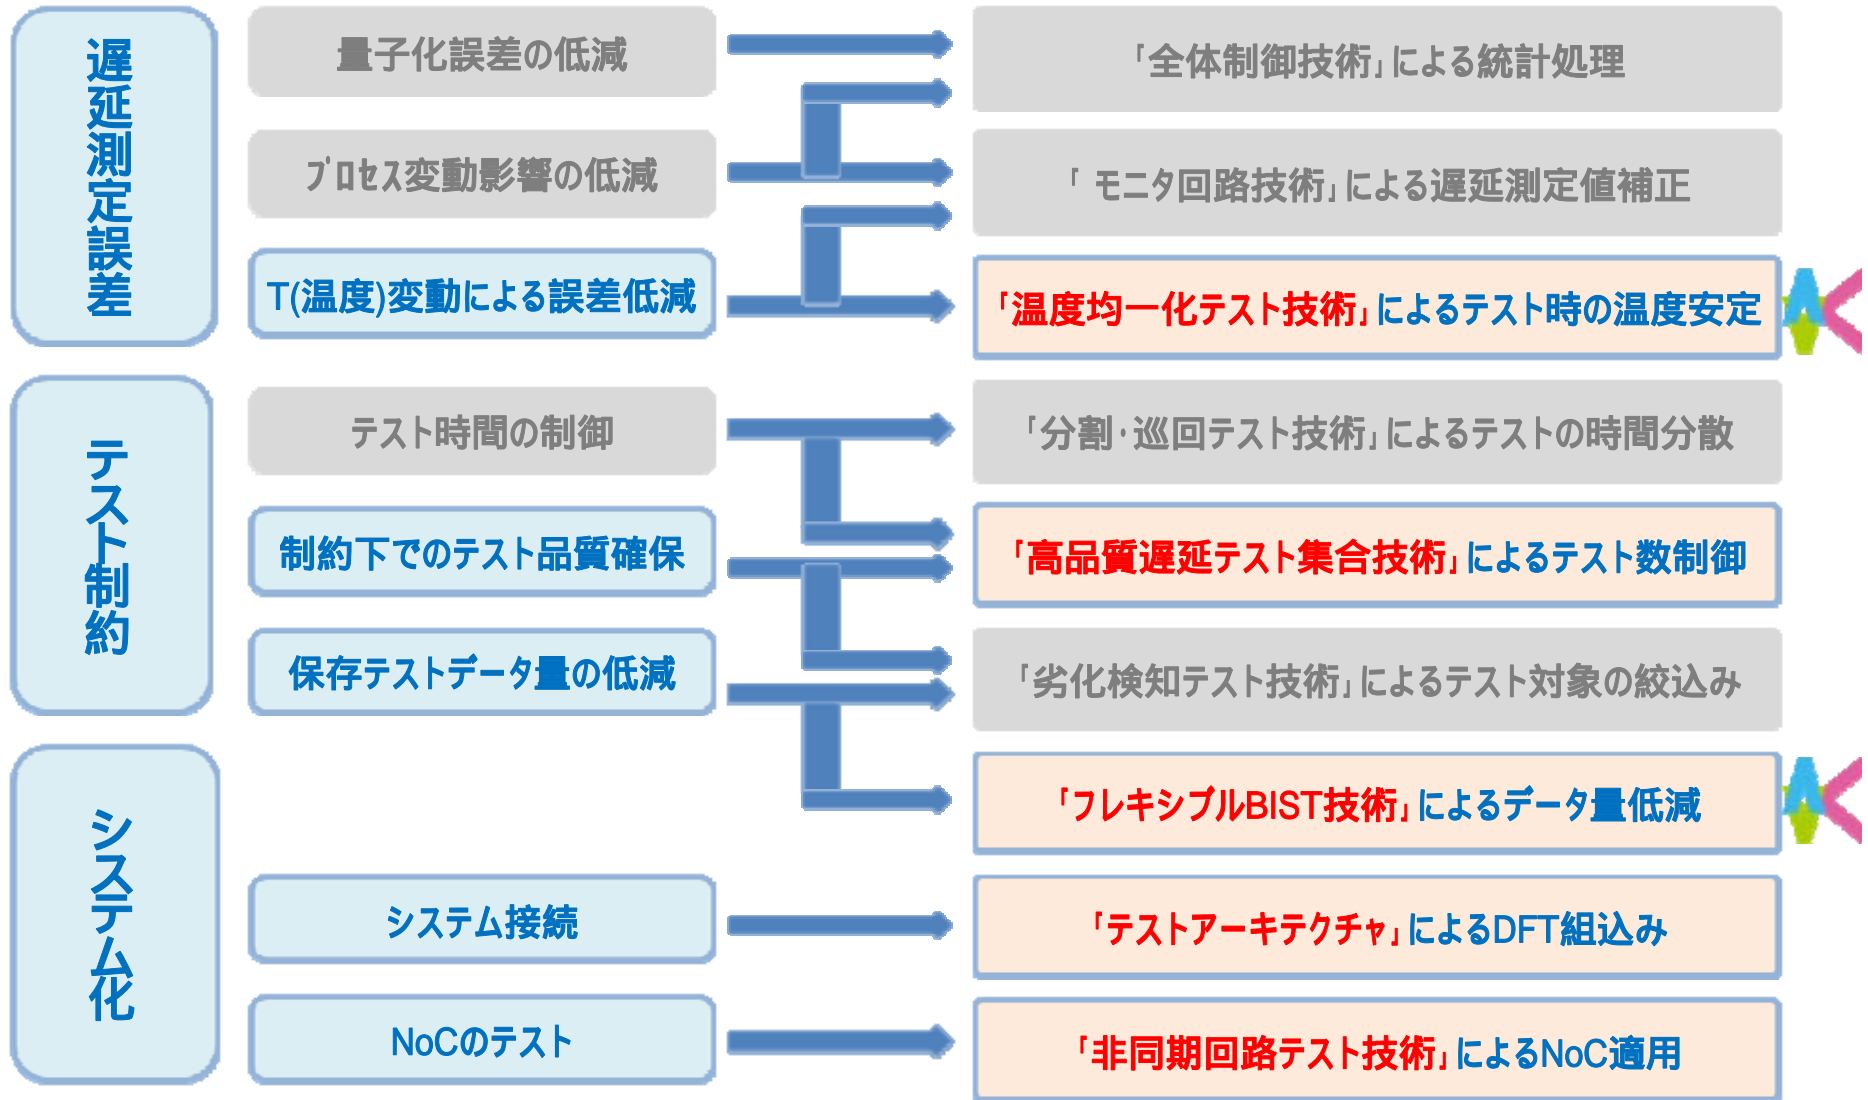 遅延測定誤差
量子化誤差の低減
「全体制御技術」による統計処理
プロセス変動影響の低減
「 モニタ回路技術」による遅延測定値補正
T(温度)変動による誤差低減
「温度均一化テスト技術」によるテスト時の温度安定
テスト制約
テスト時間の制御
「分割・巡回テスト技術」によるテストの時間分散
制約下でのテスト品質確保
「高品質遅延テスト集合技術」によるテスト数制御
保存テストデータ量の低減
「劣化検知テスト技術」によるテスト対象の絞込み
「フレキシブルBIST技術」によるデータ量低減
システム化
システム接続
「テストアーキテクチャ」によるDFT組込み
NoCのテスト
「非同期回路テスト技術」によるNoC適用